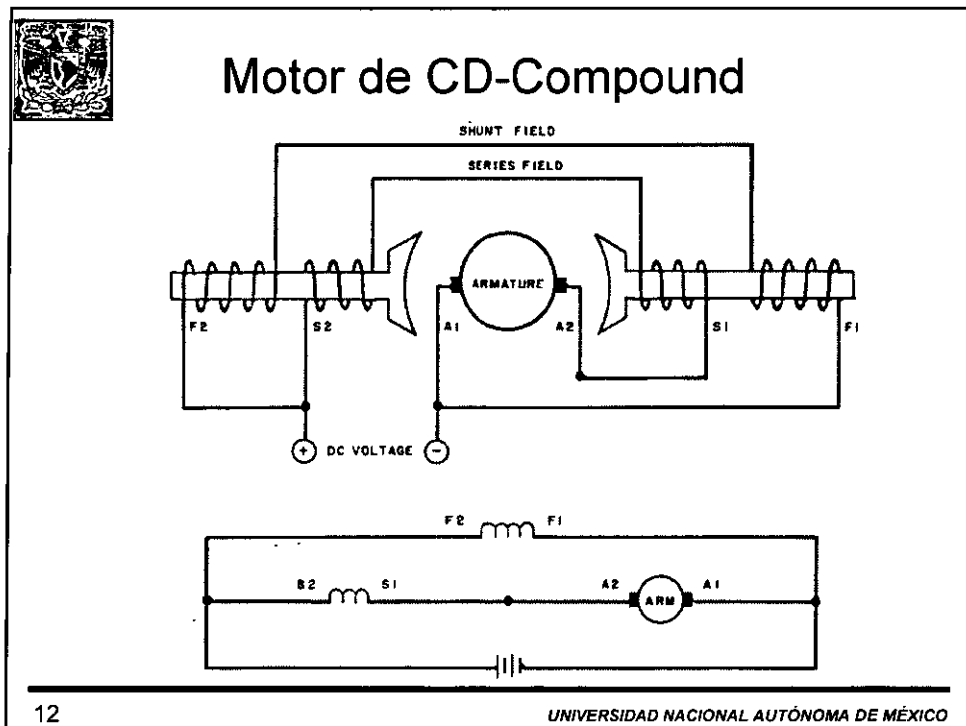 Motor de CD-Compound
SHUNT FIELD
SERIES FIELD
ARMATURE
F2 S2 A1 A2 S1 F1
+ DC VOLTAGE -
F2 F1
S2 S1 A2 ARM A1
12 UNIVERSIDAD NACIONAL AUTÓNOMA DE MÉXICO